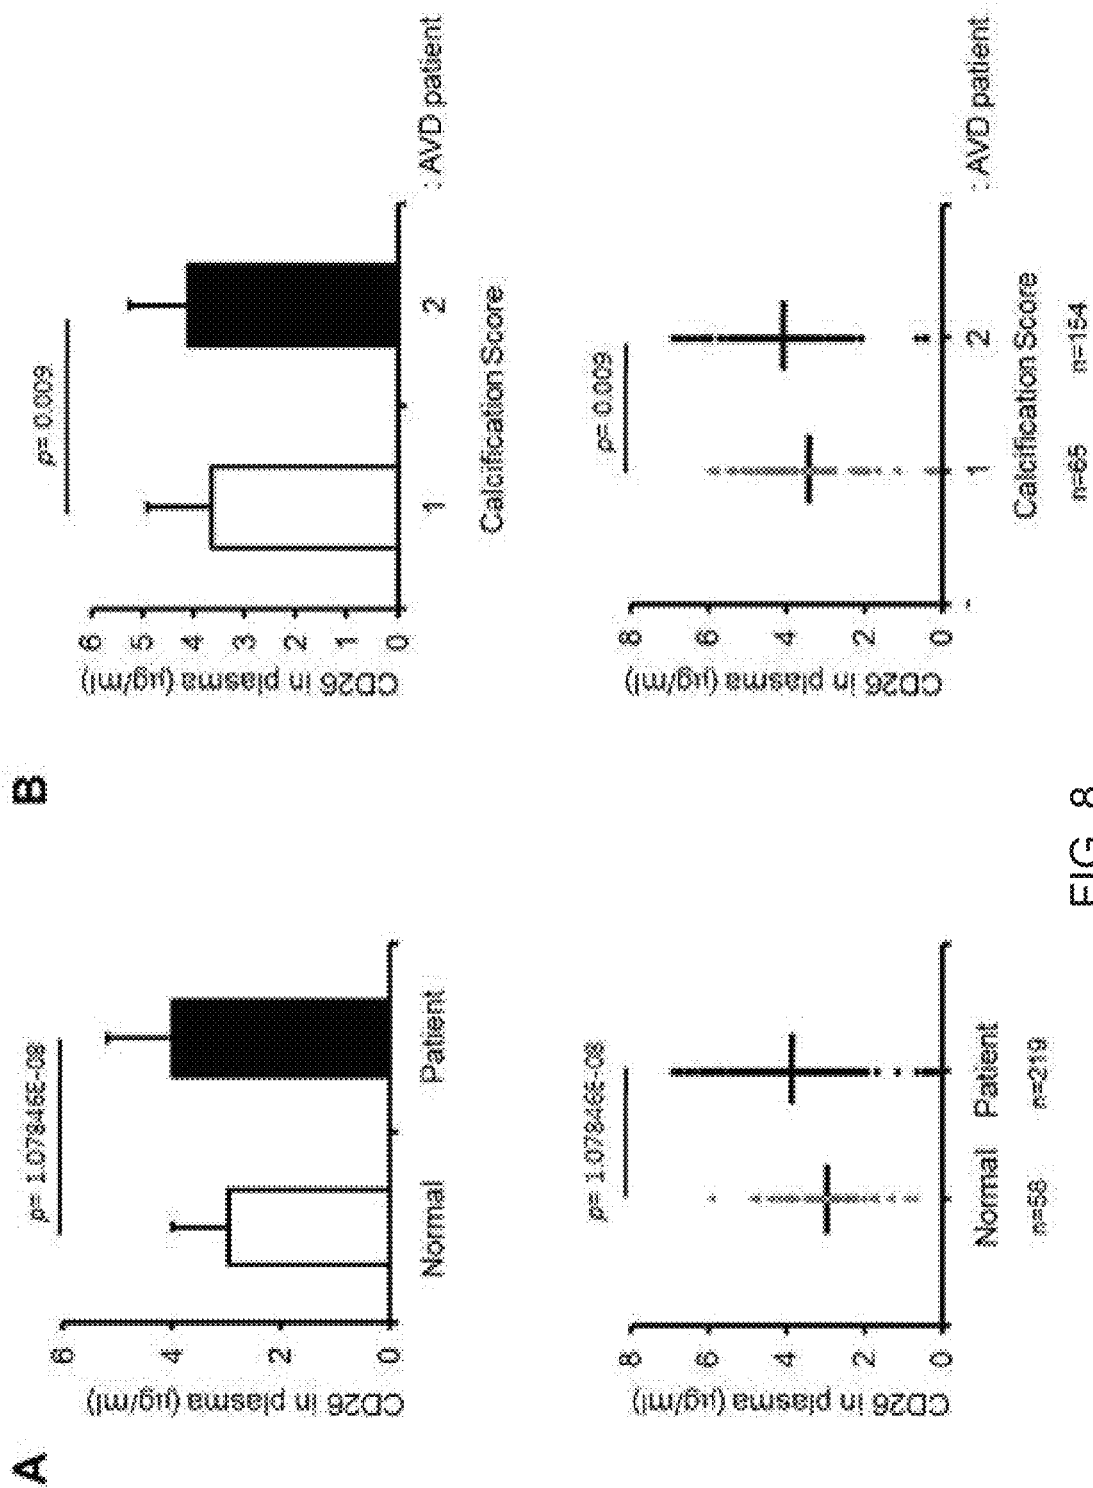 A
p= 1.07846E-08
CD26 in plasma (µg/ml)
6
4
2
0
Normal Patient
p= 1.07846E-08
CD26 in plasma (µg/ml)
8
6
4
2
0
Normal Patient
n=58 n=219
B
p= 0.009
CD26 in plasma (µg/ml)
6
5
4
3
2
1
0
1 2 : AVD patient
Calcification Score
p= 0.009
CD26 in plasma (µg/ml)
8
6
4
2
0
- 1 2 : AVD patient
Calcification Score
n=65 n=154
FIG. 8